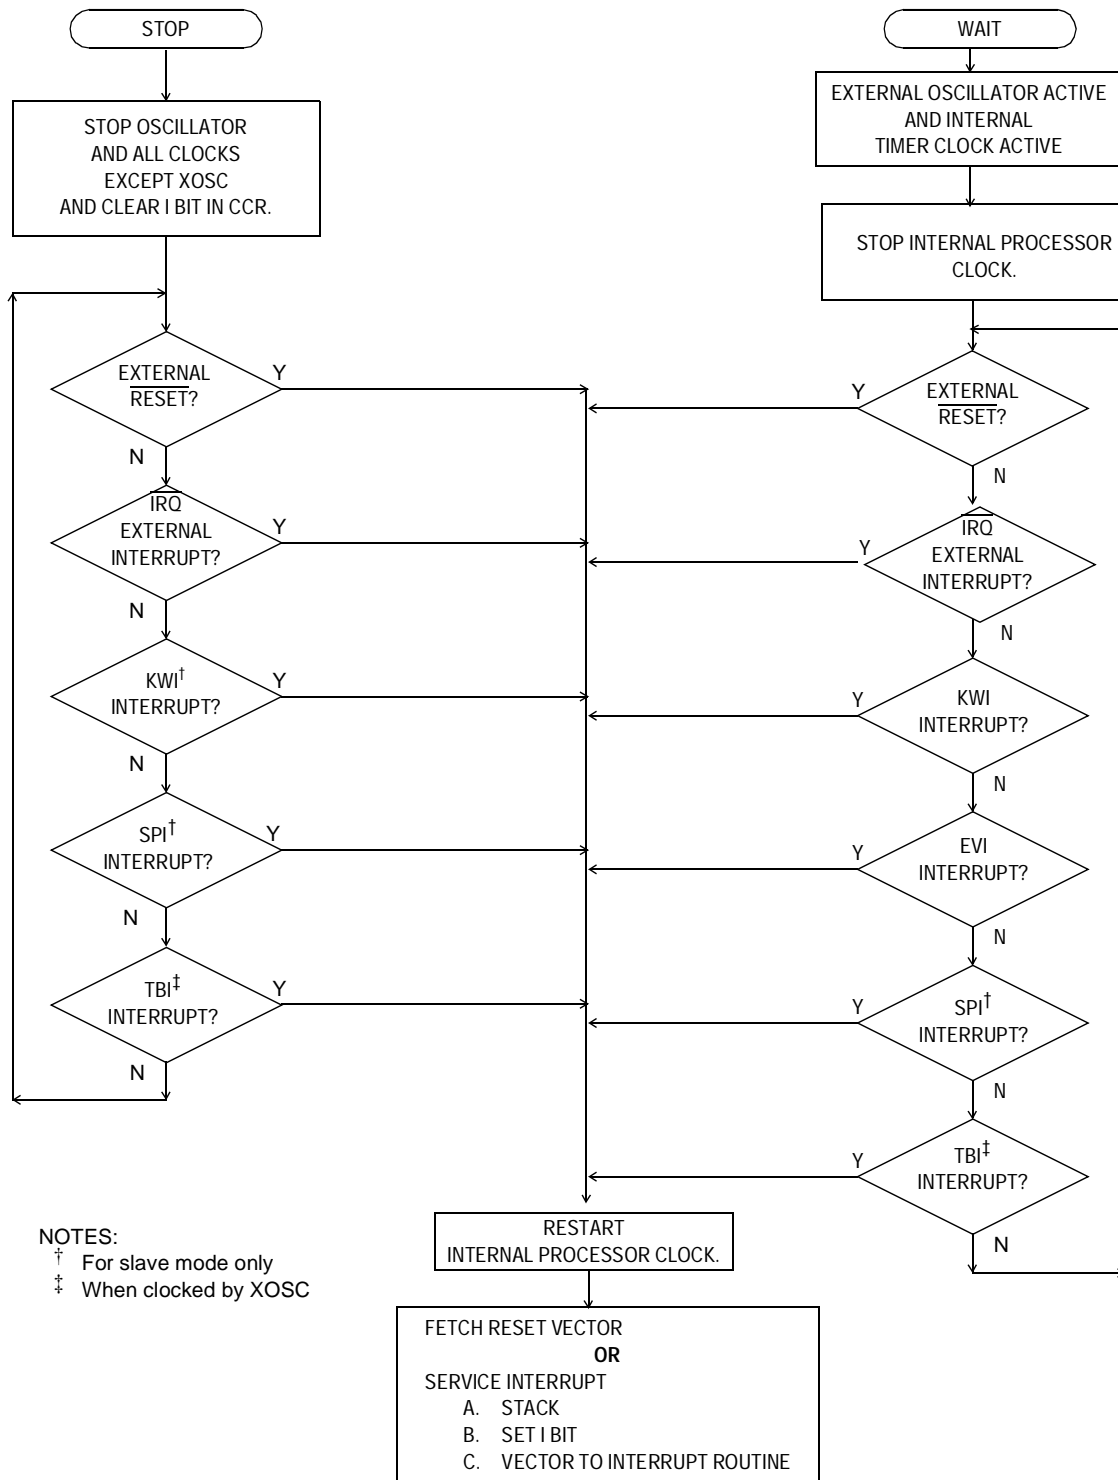 STOP
STOP OSCILLATOR
AND ALL CLOCKS
EXCEPT XOSC
AND CLEAR I BIT IN CCR.
EXTERNAL
RESET?
Y
N
IRQ
EXTERNAL
INTERRUPT?
Y
N
KWI†
INTERRUPT?
Y
N
SPI†
INTERRUPT?
Y
N
TBI‡
INTERRUPT?
Y
N
WAIT
EXTERNAL OSCILLATOR ACTIVE
AND INTERNAL
TIMER CLOCK ACTIVE
STOP INTERNAL PROCESSOR
CLOCK.
EXTERNAL
RESET?
Y
N
IRQ
EXTERNAL
INTERRUPT?
Y
N
KWI
INTERRUPT?
Y
N
EVI
INTERRUPT?
Y
N
SPI†
INTERRUPT?
Y
N
TBI‡
INTERRUPT?
Y
N
RESTART
INTERNAL PROCESSOR CLOCK.
FETCH RESET VECTOR
OR
SERVICE INTERRUPT
A. STACK
B. SET I BIT
C. VECTOR TO INTERRUPT ROUTINE
NOTES:
† For slave mode only
‡ When clocked by XOSC